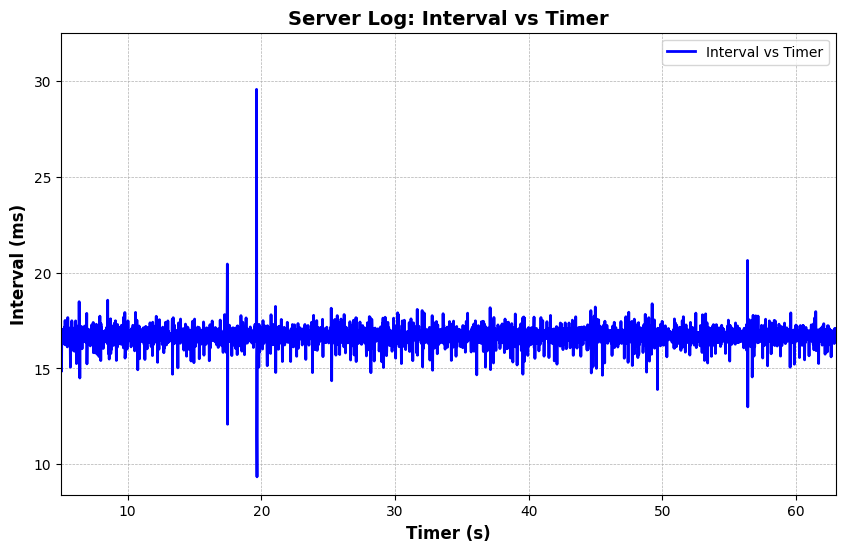 Server Log: Interval vs Timer
Interval vs Timer
30
25
20
15
10
Interval (ms)
10 20 30 40 50 60
Timer (s)